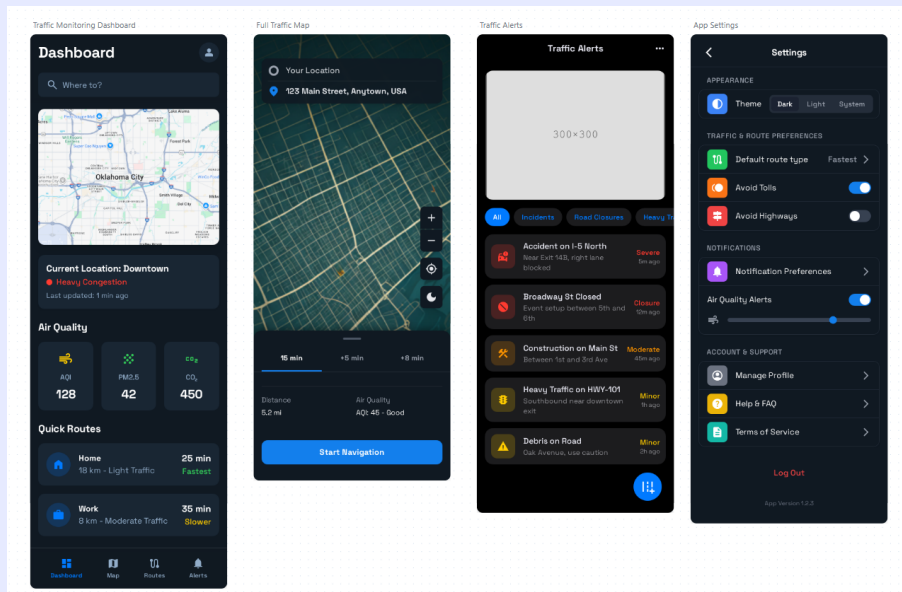 Traffic Monitoring Dashboard
Dashboard
Where to?
Oklahoma City
Current Location: Downtown
Heavy Congestion
Last updated: 1 min ago
Air Quality
AQI
128
PM2.5
42
CO₂
CO₂
450
Quick Routes
Home
18 km - Light Traffic
25 min
Fastest
Work
8 km - Moderate Traffic
35 min
Slower
Dashboard
Map
Routes
Alerts
Full Traffic Map
Your Location
123 Main Street, Anytown, USA
+
−
15 min
+5 min
+8 min
Distance
5.2 mi
Air Quality
AQI: 45 - Good
Start Navigation
Traffic Alerts
Traffic Alerts
300×300
All
Incidents
Road Closures
Heavy Tr
Accident on I-5 North
Near Exit 14B, right lane
blocked
Severe
5m ago
Broadway St Closed
Event setup between 5th and
6th
Closure
12m ago
Construction on Main St
Between 1st and 3rd Ave
Moderate
45m ago
Heavy Traffic on HWY-101
Southbound near downtown
exit
Minor
1h ago
Debris on Road
Oak Avenue, use caution
Minor
2h ago
App Settings
Settings
APPEARANCE
Theme
Dark
Light
System
TRAFFIC & ROUTE PREFERENCES
Default route type
Fastest
Avoid Tolls
Avoid Highways
NOTIFICATIONS
Notification Preferences
Air Quality Alerts
ACCOUNT & SUPPORT
Manage Profile
Help & FAQ
Terms of Service
Log Out
App Version 1.2.3